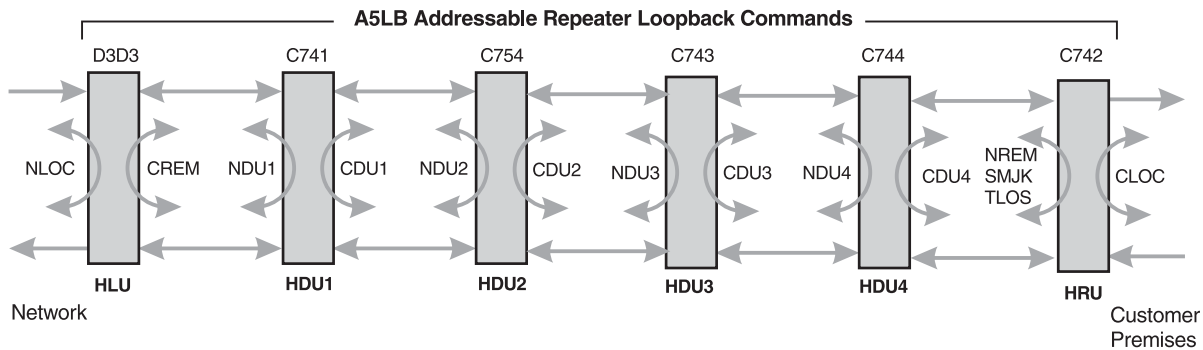 A5LB Addressable Repeater Loopback Commands
D3D3 C741 C754 C743 C744 C742
NLOC CREM NDU1 CDU1 NDU2 CDU2 NDU3 CDU3 NDU4 CDU4 NREM CLOC
SMJK
TLOS
HLU HDU1 HDU2 HDU3 HDU4 HRU
Network
Customer
Premises